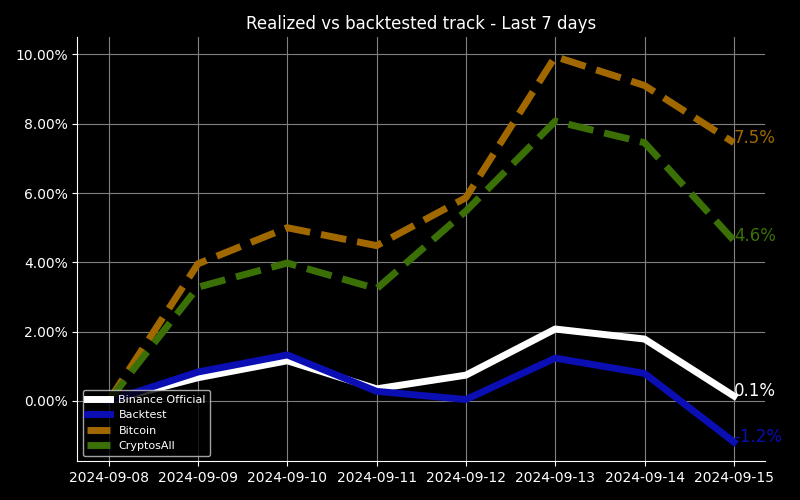 Realized vs backtested track - Last 7 days
10.00%
8.00%
6.00%
4.00%
2.00%
0.00%
7.5%
4.6%
0.1%
-1.2%
Binance Official
Backtest
Bitcoin
CryptosAll
2024-09-08 2024-09-09 2024-09-10 2024-09-11 2024-09-12 2024-09-13 2024-09-14 2024-09-15